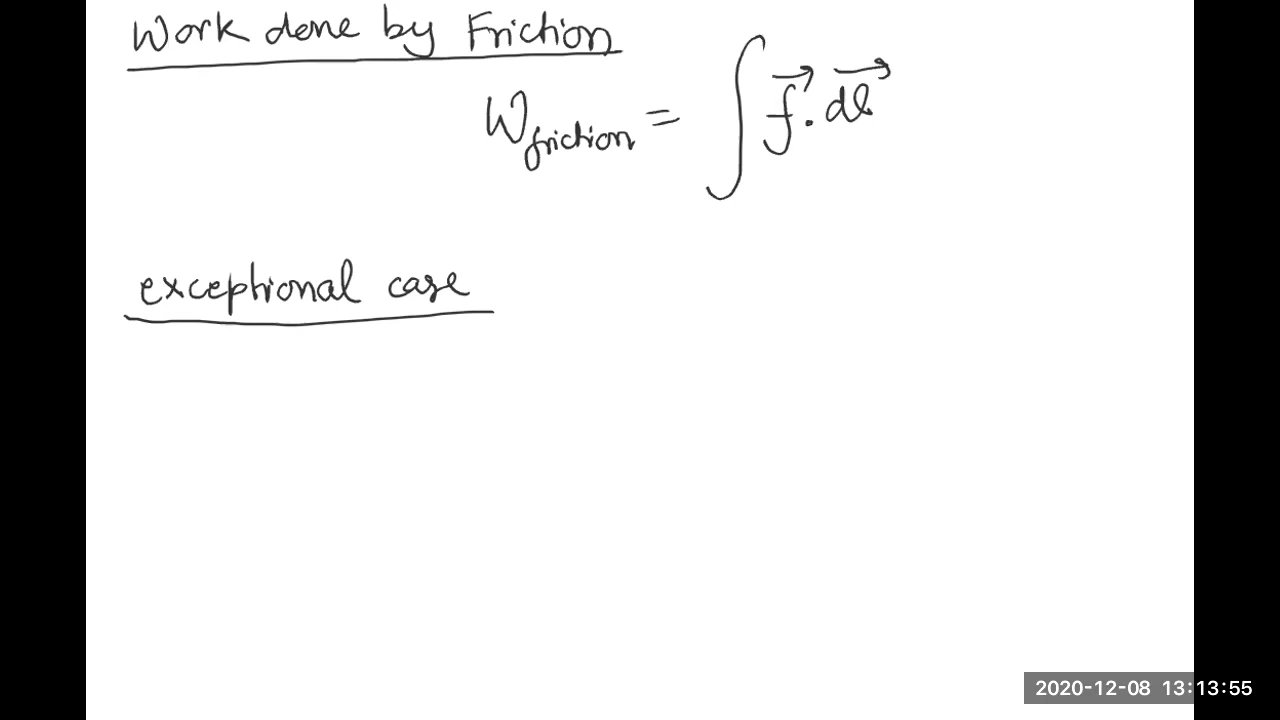 Work done by Friction
W_friction = ∫ f⃗ · dl⃗
exceptional case
2020-12-08 13:13:55